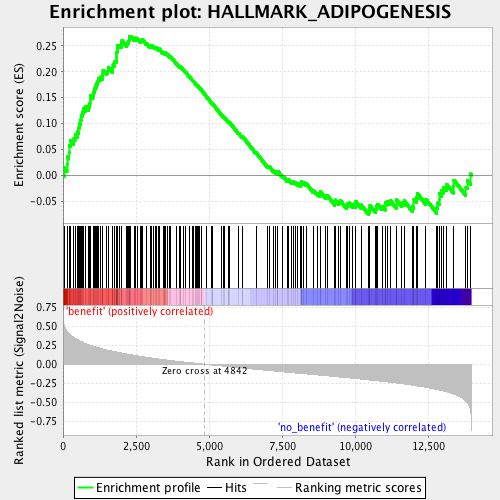 Enrichment plot: HALLMARK_ADIPOGENESIS
Enrichment score (ES)
0.25
0.20
0.15
0.10
0.05
0.00
-0.05
Ranked list metric (Signal2Noise)
'benefit' (positively correlated)
0.75
0.50
0.25
0.00
-0.25
-0.50
-0.75
Zero cross at 4842
'no_benefit' (negatively correlated)
0
2,500
5,000
7,500
10,000
12,500
Rank in Ordered Dataset
Enrichment profile
Hits
Ranking metric scores